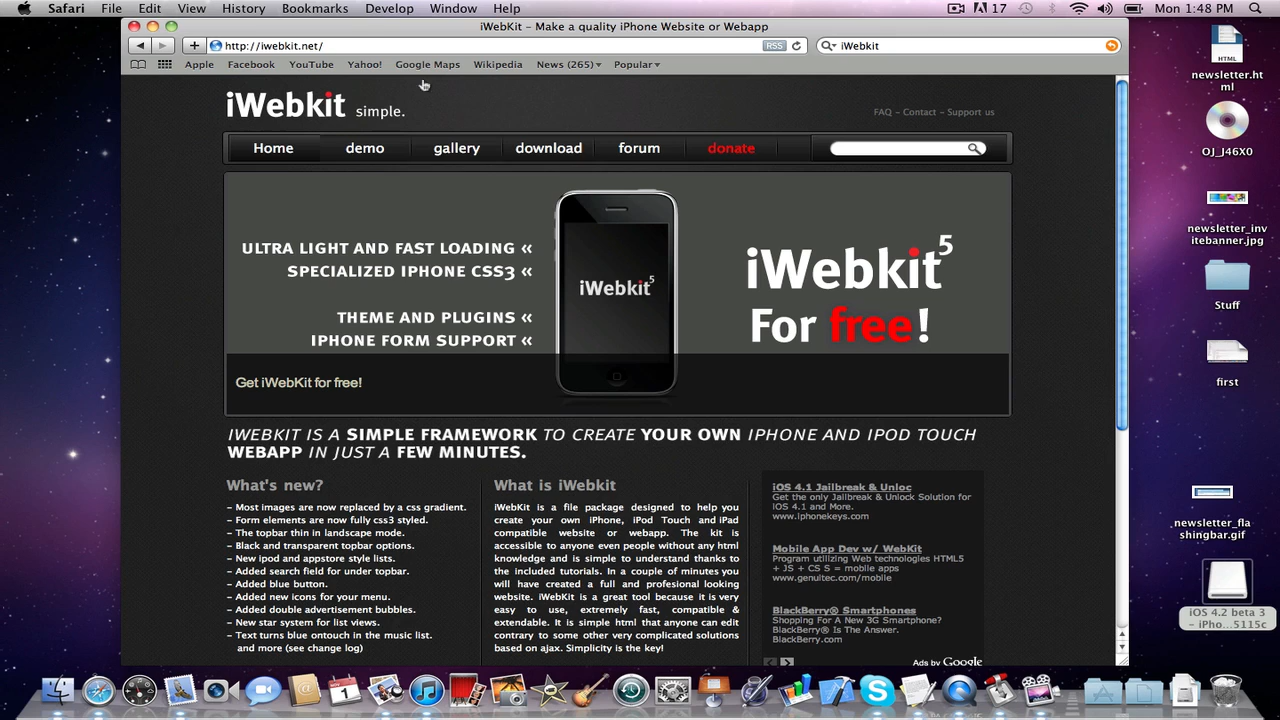 Safari File Edit View History Bookmarks Develop Window Help
17 Mon 1:48 PM
iWebKit - Make a quality iPhone Website or Webapp
http://iwebkit.net/ RSS iWebkit
Apple Facebook YouTube Yahoo! Google Maps Wikipedia News (265) Popular
iWebkit simple.
FAQ - Contact - Support us
Home demo gallery download forum donate
ULTRA LIGHT AND FAST LOADING «
SPECIALIZED IPHONE CSS3 «
THEME AND PLUGINS «
IPHONE FORM SUPPORT «
iWebkit5
iWebkit5
For free!
Get iWebKit for free!
IWEBKIT IS A SIMPLE FRAMEWORK TO CREATE YOUR OWN IPHONE AND IPOD TOUCH
WEBAPP IN JUST A FEW MINUTES.
What's new?
- Most images are now replaced by a css gradient.
- Form elements are now fully css3 styled.
- The topbar thin in landscape mode.
- Black and transparent topbar options.
- New ipod and appstore style lists.
- Added search field for under topbar.
- Added blue button.
- Added new icons for your menu.
- Added double advertisement bubbles.
- New star system for list views.
- Text turns blue ontouch in the music list.
and more (see change log)
What is iWebkit
iWebKit is a file package designed to help you
create your own iPhone, iPod Touch and iPad
compatible website or webapp. The kit is
accessible to anyone even people without any html
knowledge and is simple to understand thanks to
the included tutorials. In a couple of minutes you
will have created a full and profesional looking
website. iWebKit is a great tool because it is very
easy to use, extremely fast, compatible &
extendable. It is simple html that anyone can edit
contrary to some other very complicated solutions
based on ajax. Simplicity is the key!
iOS 4.1 Jailbreak & Unloc
Get the only Jailbreak & Unlock Solution for
iOS 4.1 and More.
www.iphonekeys.com
Mobile App Dev w/ WebKit
Program utilizing Web technologies HTML5
+ JS + CS S = mobile apps
www.genuitec.com/mobile
BlackBerry® Smartphones
Shopping For A New 3G Smartphone?
BlackBerry® Is The Answer.
BlackBerry.com
Ads by Google
HTML
newsletter.ht
ml
OJ_J46X0
newsletter_inv
itebanner.jpg
Stuff
first
newsletter_fla
shingbar.gif
iOS 4.2 beta 3
– iPho...5115c
1